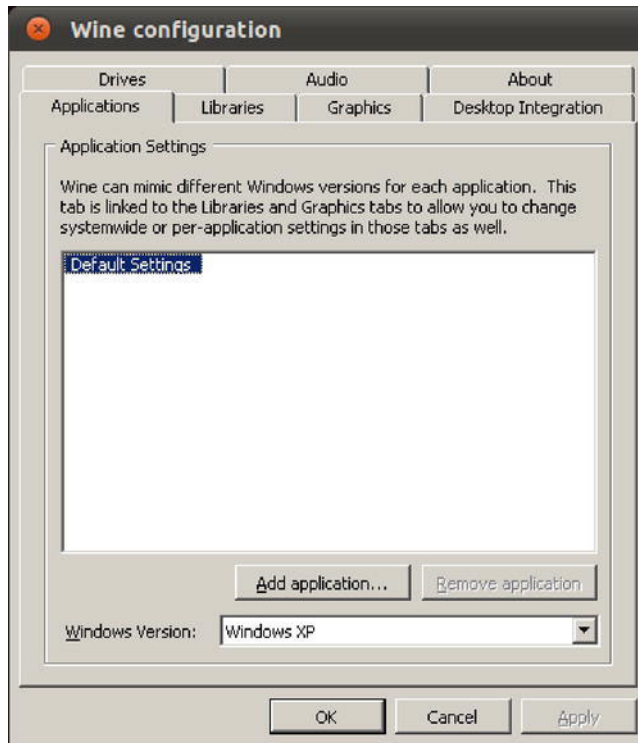 Wine configuration
Drives
Audio
About
Applications
Libraries
Graphics
Desktop Integration
Application Settings
Wine can mimic different Windows versions for each application. This
tab is linked to the Libraries and Graphics tabs to allow you to change
systemwide or per-application settings in those tabs as well.
Default Settings
Add application...
Remove application
Windows Version:
Windows XP
OK
Cancel
Apply